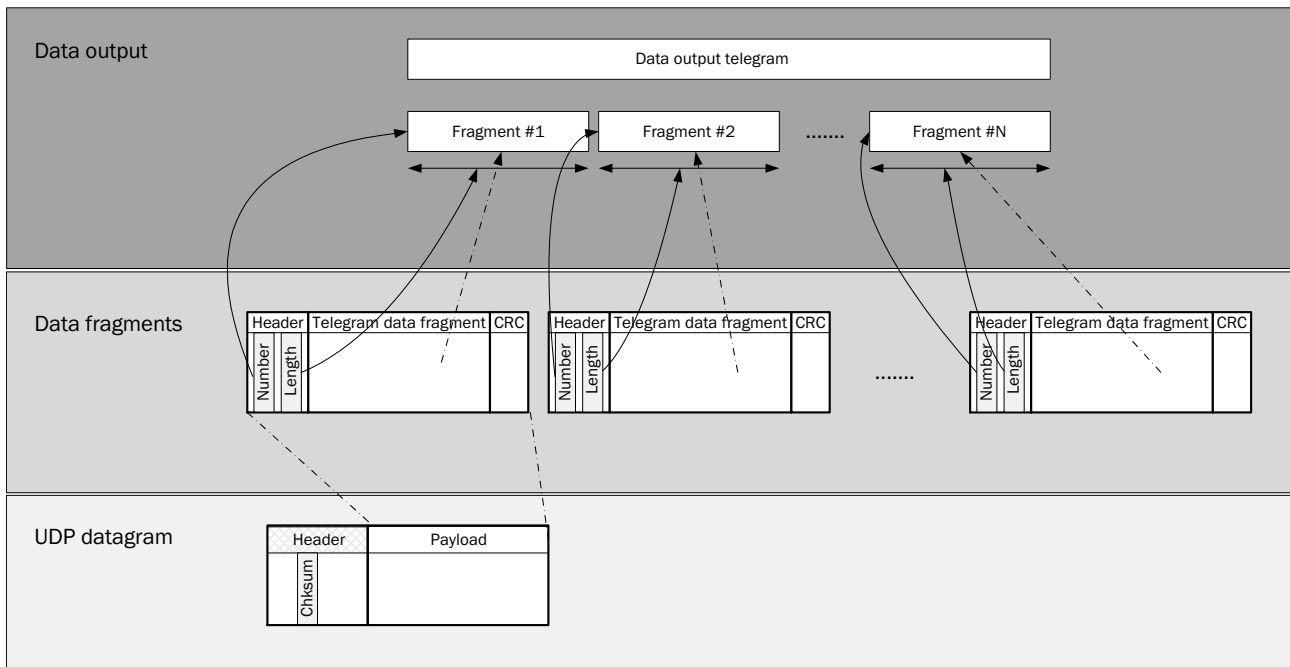 Data output
Data output telegram
Fragment #1
Fragment #2
.......
Fragment #N
Data fragments
Header
Telegram data fragment
CRC
Number
Length
Header
Telegram data fragment
CRC
Number
Length
.......
Header
Telegram data fragment
CRC
Number
Length
UDP datagram
Header
Payload
Chksum